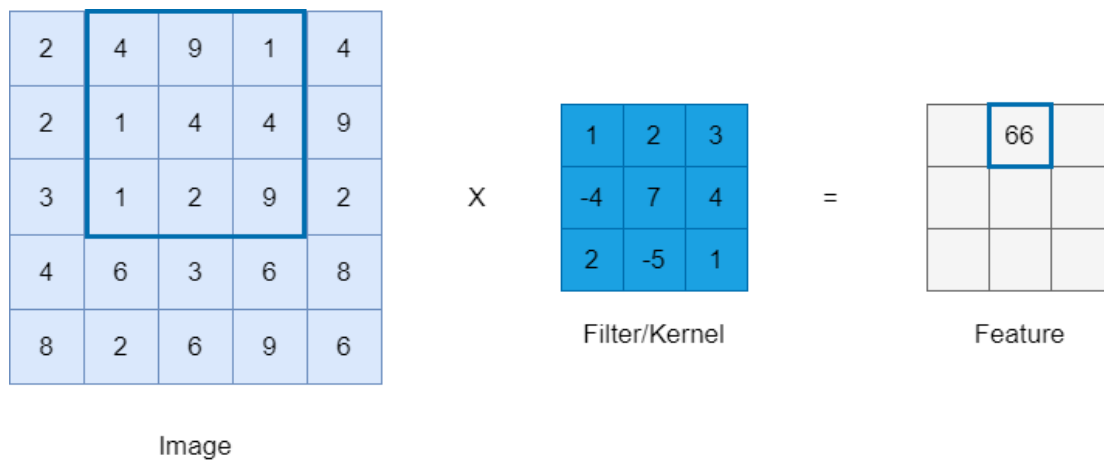 2 4 9 1 4
2 1 4 4 9
3 1 2 9 2
4 6 3 6 8
8 2 6 9 6
Image
X
1 2 3
-4 7 4
2 -5 1
Filter/Kernel
=
66
Feature